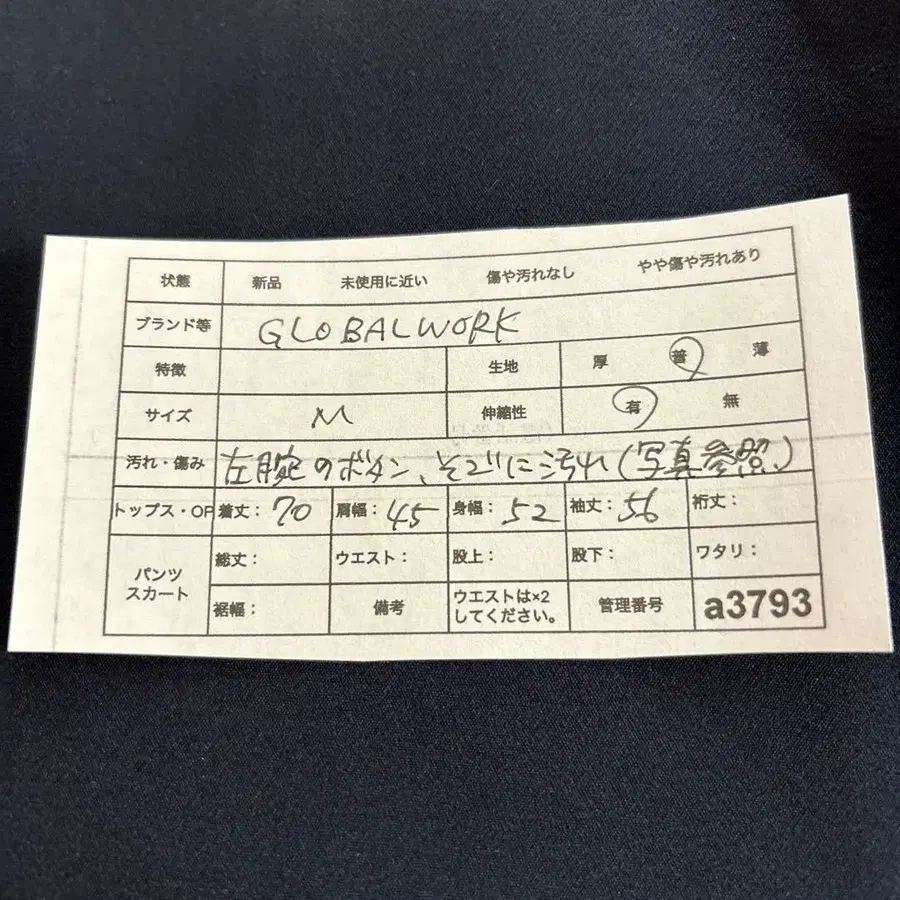 状態 新品 未使用に近い 傷や汚れなし やや傷や汚れあり
ブランド等 GLOBALWORK
特徴 生地 厚 普 薄
サイズ M 伸縮性 有 無
汚れ・傷み 左腕のボタン、そでに汚れ(写真参照)
トップス・OP 着丈: 70 肩幅: 45 身幅: 52 袖丈: 56 裄丈:
パンツ スカート 総丈: ウエスト: 股上: 股下: ワタリ:
裾幅: 備考 ウエストは×2してください。 管理番号 a3793